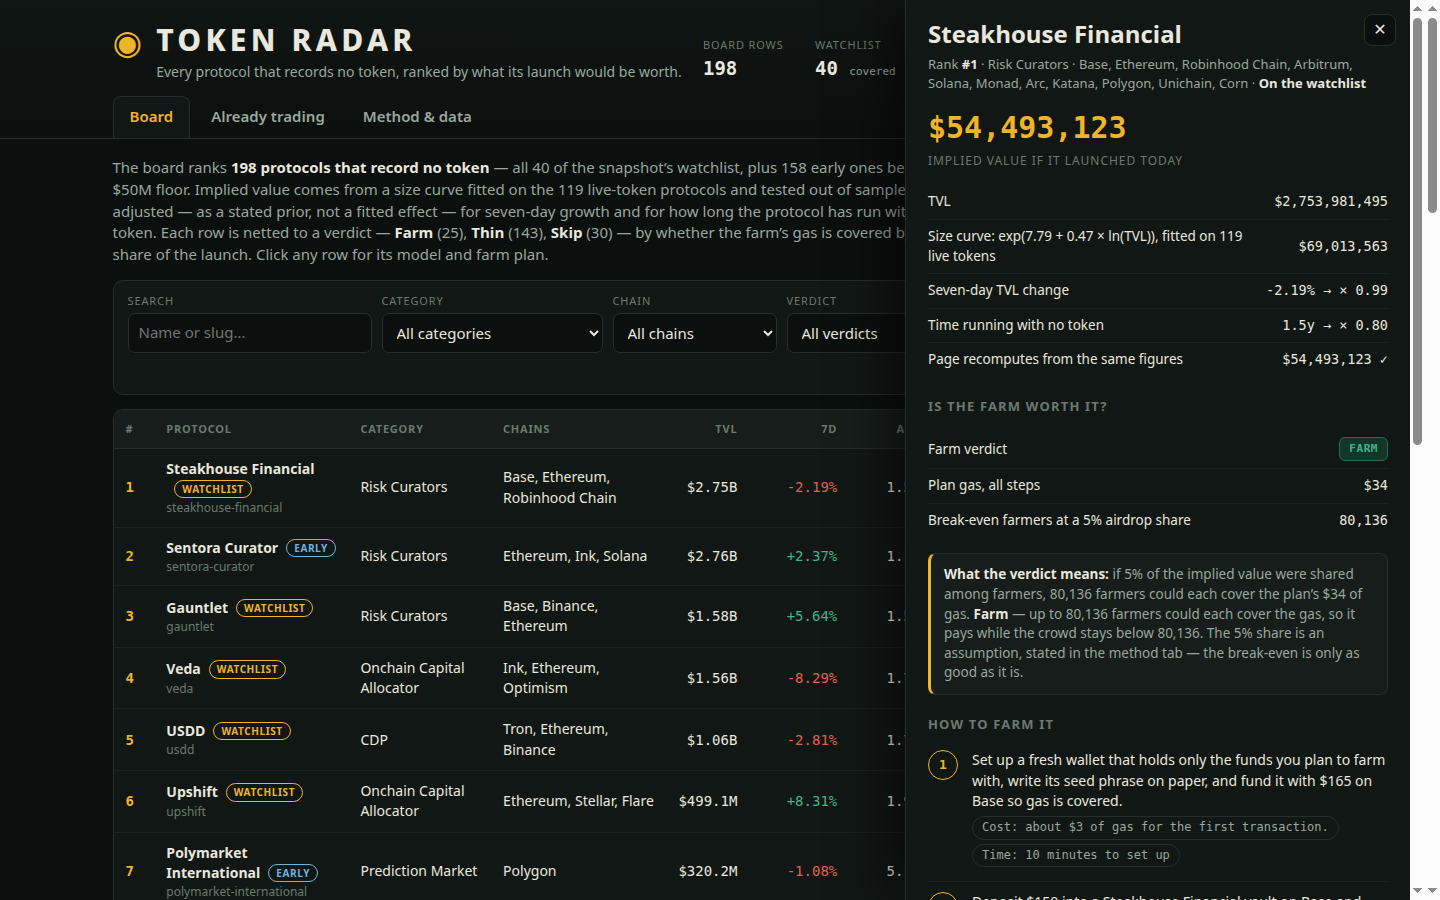 ◉ TOKEN RADAR
Every protocol that records no token, ranked by what its launch would be worth.
BOARD ROWS
198
WATCHLIST
40 covered
Board
Already trading
Method & data
The board ranks 198 protocols that record no token — all 40 of the snapshot's watchlist, plus 158 early ones be
$50M floor. Implied value comes from a size curve fitted on the 119 live-token protocols and tested out of sample
adjusted — as a stated prior, not a fitted effect — for seven-day growth and for how long the protocol has run wit
token. Each row is netted to a verdict — Farm (25), Thin (143), Skip (30) — by whether the farm's gas is covered b
share of the launch. Click any row for its model and farm plan.
SEARCH
Name or slug...
CATEGORY
All categories
CHAIN
All chains
VERDICT
All verdicts
# PROTOCOL CATEGORY CHAINS TVL 7D A
1 Steakhouse Financial WATCHLIST
steakhouse-financial
Risk Curators
Base, Ethereum,
Robinhood Chain
$2.75B -2.19% 1.
2 Sentora Curator EARLY
sentora-curator
Risk Curators
Ethereum, Ink, Solana
$2.76B +2.37% 1.
3 Gauntlet WATCHLIST
gauntlet
Risk Curators
Base, Binance,
Ethereum
$1.58B +5.64% 1.
4 Veda WATCHLIST
veda
Onchain Capital
Allocator
Ink, Ethereum,
Optimism
$1.56B -8.29% 1.
5 USDD WATCHLIST
usdd
CDP
Tron, Ethereum,
Binance
$1.06B -2.81% 1.
6 Upshift WATCHLIST
upshift
Onchain Capital
Allocator
Ethereum, Stellar, Flare
$499.1M +8.31% 1.
7 Polymarket
International EARLY
polymarket-international
Prediction Market
Polygon
$320.2M -1.08% 5.
Steakhouse Financial
✕
Rank #1 · Risk Curators · Base, Ethereum, Robinhood Chain, Arbitrum,
Solana, Monad, Arc, Katana, Polygon, Unichain, Corn · On the watchlist
$54,493,123
IMPLIED VALUE IF IT LAUNCHED TODAY
TVL $2,753,981,495
Size curve: exp(7.79 + 0.47 × ln(TVL)), fitted on 119
live tokens
$69,013,563
Seven-day TVL change -2.19% → × 0.99
Time running with no token 1.5y → × 0.80
Page recomputes from the same figures $54,493,123 ✓
IS THE FARM WORTH IT?
Farm verdict FARM
Plan gas, all steps $34
Break-even farmers at a 5% airdrop share 80,136
What the verdict means: if 5% of the implied value were shared
among farmers, 80,136 farmers could each cover the plan's $34 of
gas. Farm — up to 80,136 farmers could each cover the gas, so it
pays while the crowd stays below 80,136. The 5% share is an
assumption, stated in the method tab — the break-even is only as
good as it is.
HOW TO FARM IT
1 Set up a fresh wallet that holds only the funds you plan to farm
with, write its seed phrase on paper, and fund it with $165 on
Base so gas is covered.
Cost: about $3 of gas for the first transaction.
Time: 10 minutes to set up
Deposit $150 into a Steakhouse Financial vault on Base and